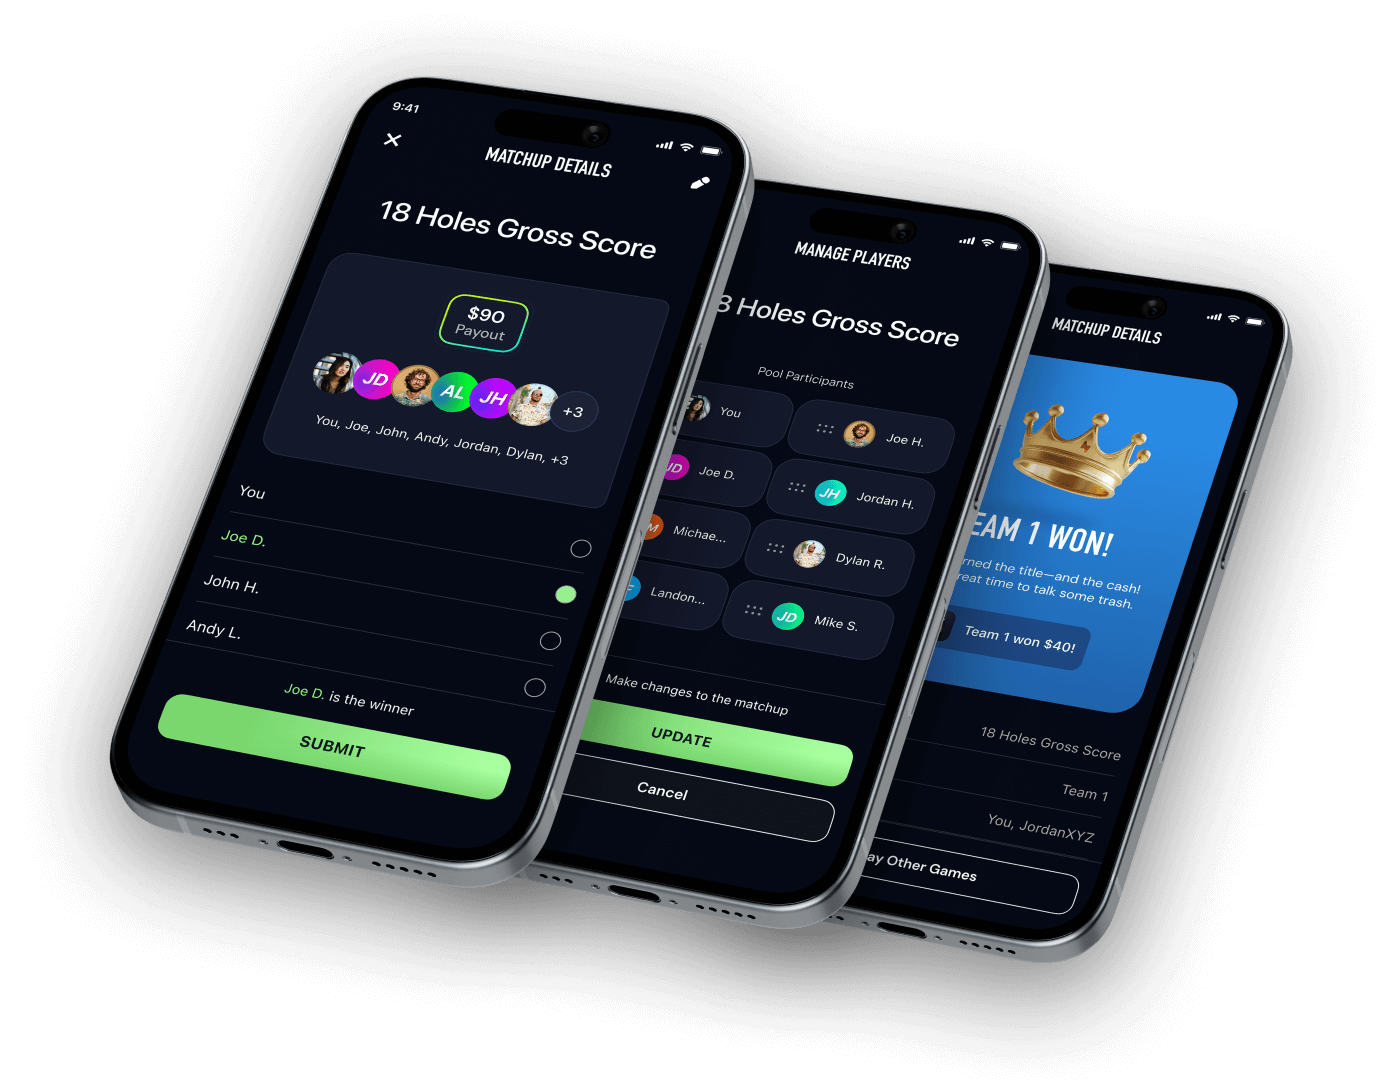 9:41
MATCHUP DETAILS
18 Holes Gross Score
$90
Payout
JD
AL
JH
+3
You, Joe, John, Andy, Jordan, Dylan, +3
You
Joe D.
John H.
Andy L.
Joe D. is the winner
SUBMIT
MANAGE PLAYERS
8 Holes Gross Score
Pool Participants
You
Joe H.
JD
Joe D.
JH
Jordan H.
M
Michae...
Dylan R.
F
Landon...
JD
Mike S.
Make changes to the matchup
UPDATE
Cancel
MATCHUP DETAILS
EAM 1 WON!
rned the title—and the cash!
reat time to talk some trash.
Team 1 won $40!
18 Holes Gross Score
Team 1
You, JordanXYZ
ay Other Games